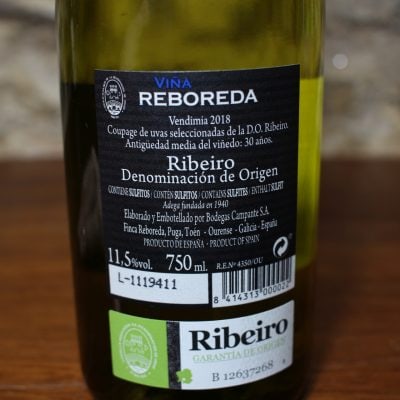 VIÑA
REBOREDA
Vendimia 2018
Coupage de uvas seleccionadas de la D.O. Ribeiro.
Antigüedad media del viñedo: 30 años.
Ribeiro
Denominación de Origen
CONTIENE SULFITOS / CONTÉN SULFITOS / CONTAINS SULFITES / ENTHALT SULFIT
Adega fundada en 1940
Elaborado y Embotellado por Bodegas Campante S.A.
Finca Reboreda, Puga, Toén - Ourense - Galicia - España
PRODUCTO DE ESPAÑA - PRODUCT OF SPAIN
11,5%vol. 750 ml. R.E.Nº 4350/OU
L-1119411
8 414313 000022
Ribeiro
GARANTÍA DE ORIGEN
B 12637268